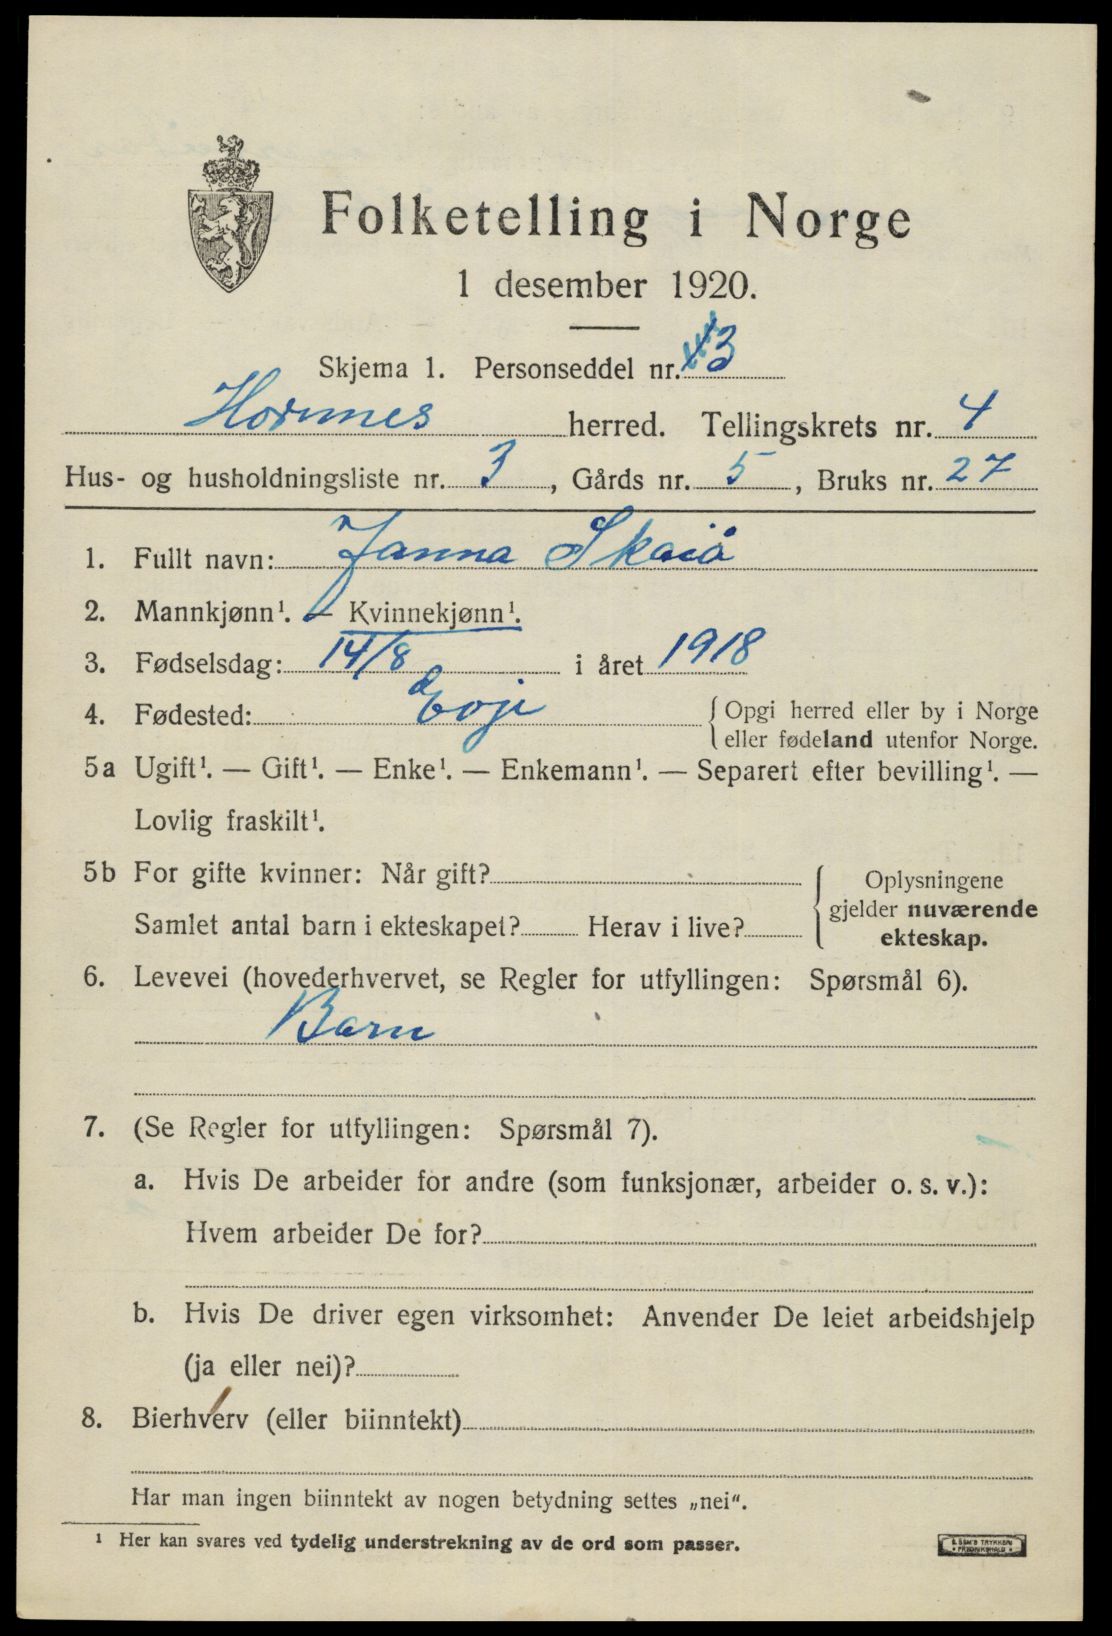 Folketelling i Norge
1 desember 1920.
Skjema 1. Personseddel nr. 3
Hornnes herred. Tellingskrets nr. 4
Hus- og husholdningsliste nr. 3, Gårds nr. 5, Bruks nr. 27
1. Fullt navn: Janna Skaiå
2. Mannkjønn¹. — Kvinnekjønn¹.
3. Fødselsdag: 14/8 i året 1918
4. Fødested: Evje { Opgi herred eller by i Norge
eller fødeland utenfor Norge.
5a Ugift¹. — Gift¹. — Enke¹. — Enkemann¹. — Separert efter bevilling¹. —
Lovlig fraskilt¹.
5b For gifte kvinner: Når gift?
Samlet antal barn i ekteskapet? Herav i live?
{ Oplysningene
gjelder nuværende
ekteskap.
6. Levevei (hovederhvervet, se Regler for utfyllingen: Spørsmål 6).
Barn
7. (Se Regler for utfyllingen: Spørsmål 7).
a. Hvis De arbeider for andre (som funksjonær, arbeider o. s. v.):
Hvem arbeider De for?
b. Hvis De driver egen virksomhet: Anvender De leiet arbeidshjelp
(ja eller nei)?
8. Bierhverv (eller biinntekt)
Har man ingen biinntekt av nogen betydning settes „nei“.
¹ Her kan svares ved tydelig understrekning av de ord som passer.